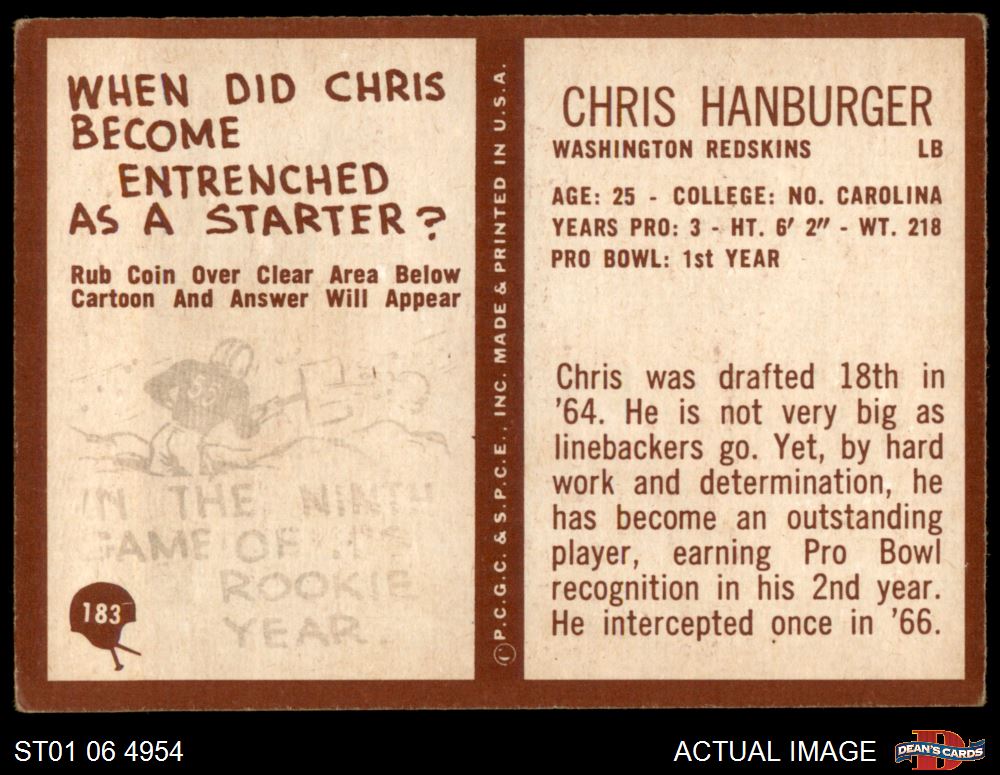 WHEN DID CHRIS
BECOME
ENTRENCHED
AS A STARTER?
Rub Coin Over Clear Area Below
Cartoon And Answer Will Appear
55
IN THE NINTH
GAME OF
ROOKIE
YEAR.
183
©P.C.G.C. & S.P.C.E., INC. MADE & PRINTED IN U.S.A.
CHRIS HANBURGER
WASHINGTON REDSKINS LB
AGE: 25 - COLLEGE: NO. CAROLINA
YEARS PRO: 3 - HT. 6' 2" - WT. 218
PRO BOWL: 1st YEAR
Chris was drafted 18th in
'64. He is not very big as
linebackers go. Yet, by hard
work and determination, he
has become an outstanding
player, earning Pro Bowl
recognition in his 2nd year.
He intercepted once in '66.
ST01 06 4954
ACTUAL IMAGE
D
DEAN'S CARDS